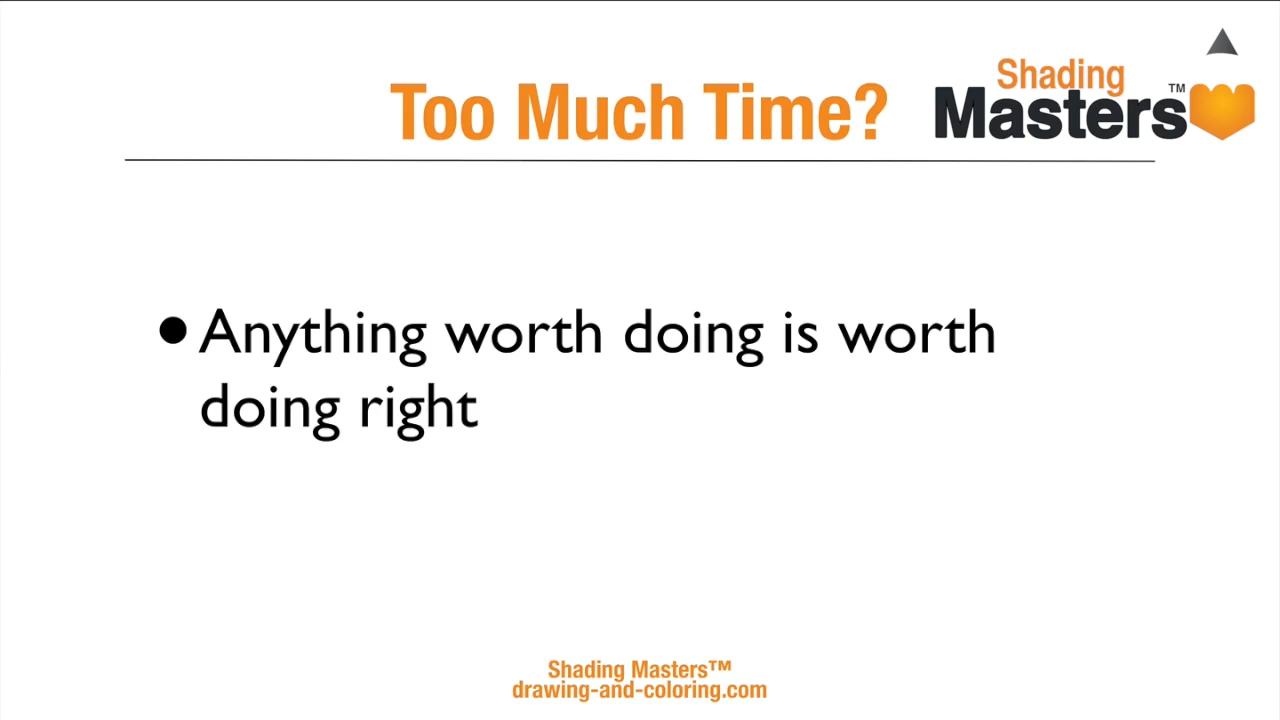 Too Much Time?
Shading
Masters™
• Anything worth doing is worth
doing right
Shading Masters™
drawing-and-coloring.com